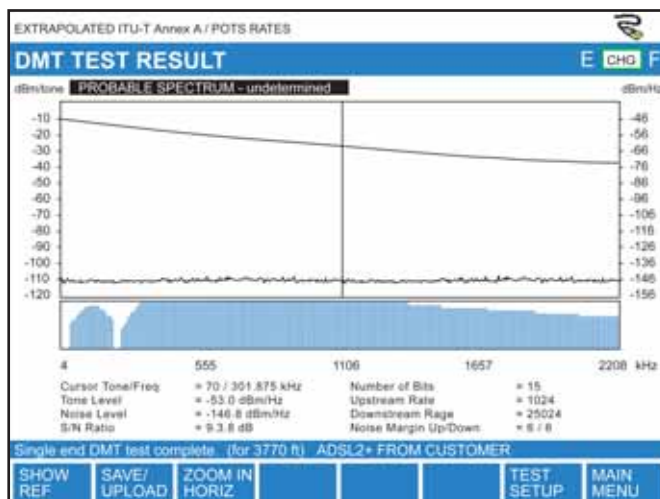 EXTRAPOLATED ITU-T Annex A / POTS RATES
DMT TEST RESULT E CHG F
dBm/tone PROBABLE SPECTRUM - undetermined dBm/Hz
-10 -46
-20 -56
-30 -66
-40 -76
-50 -86
-60 -96
-70 -106
-80 -116
-90 -126
-100 -136
-110 -146
-120 -156
4 555 1106 1657 2208 kHz
Cursor Tone/Freq = 70 / 301.875 kHz Number of Bits = 15
Tone Level = -53.0 dBm/Hz Upstream Rate = 1024
Noise Level = -146.8 dBm/Hz Downstream Rage = 25024
S/N Ratio = 9.3.8 dB Noise Margin Up/Down = 6 / 6
Single end DMT test complete. (for 3770 ft) ADSL2+ FROM CUSTOMER
SHOW REF SAVE/ UPLOAD ZOOM IN HORIZ TEST SETUP MAIN MENU